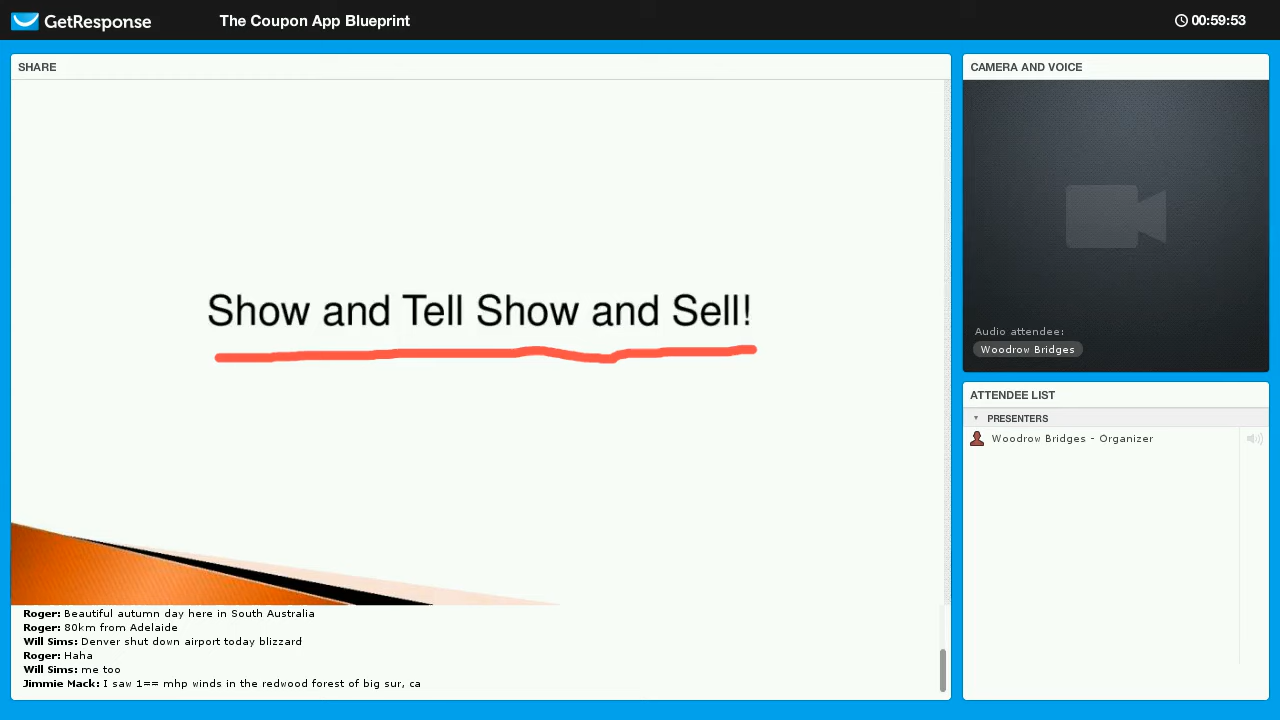 GetResponse
The Coupon App Blueprint
00:59:53
SHARE
Show and Tell Show and Sell!
Roger: Beautiful autumn day here in South Australia
Roger: 80km from Adelaide
Will Sims: Denver shut down airport today blizzard
Roger: Haha
Will Sims: me too
Jimmie Mack: I saw 1== mhp winds in the redwood forest of big sur, ca
CAMERA AND VOICE
Audio attendee:
Woodrow Bridges
ATTENDEE LIST
PRESENTERS
Woodrow Bridges - Organizer